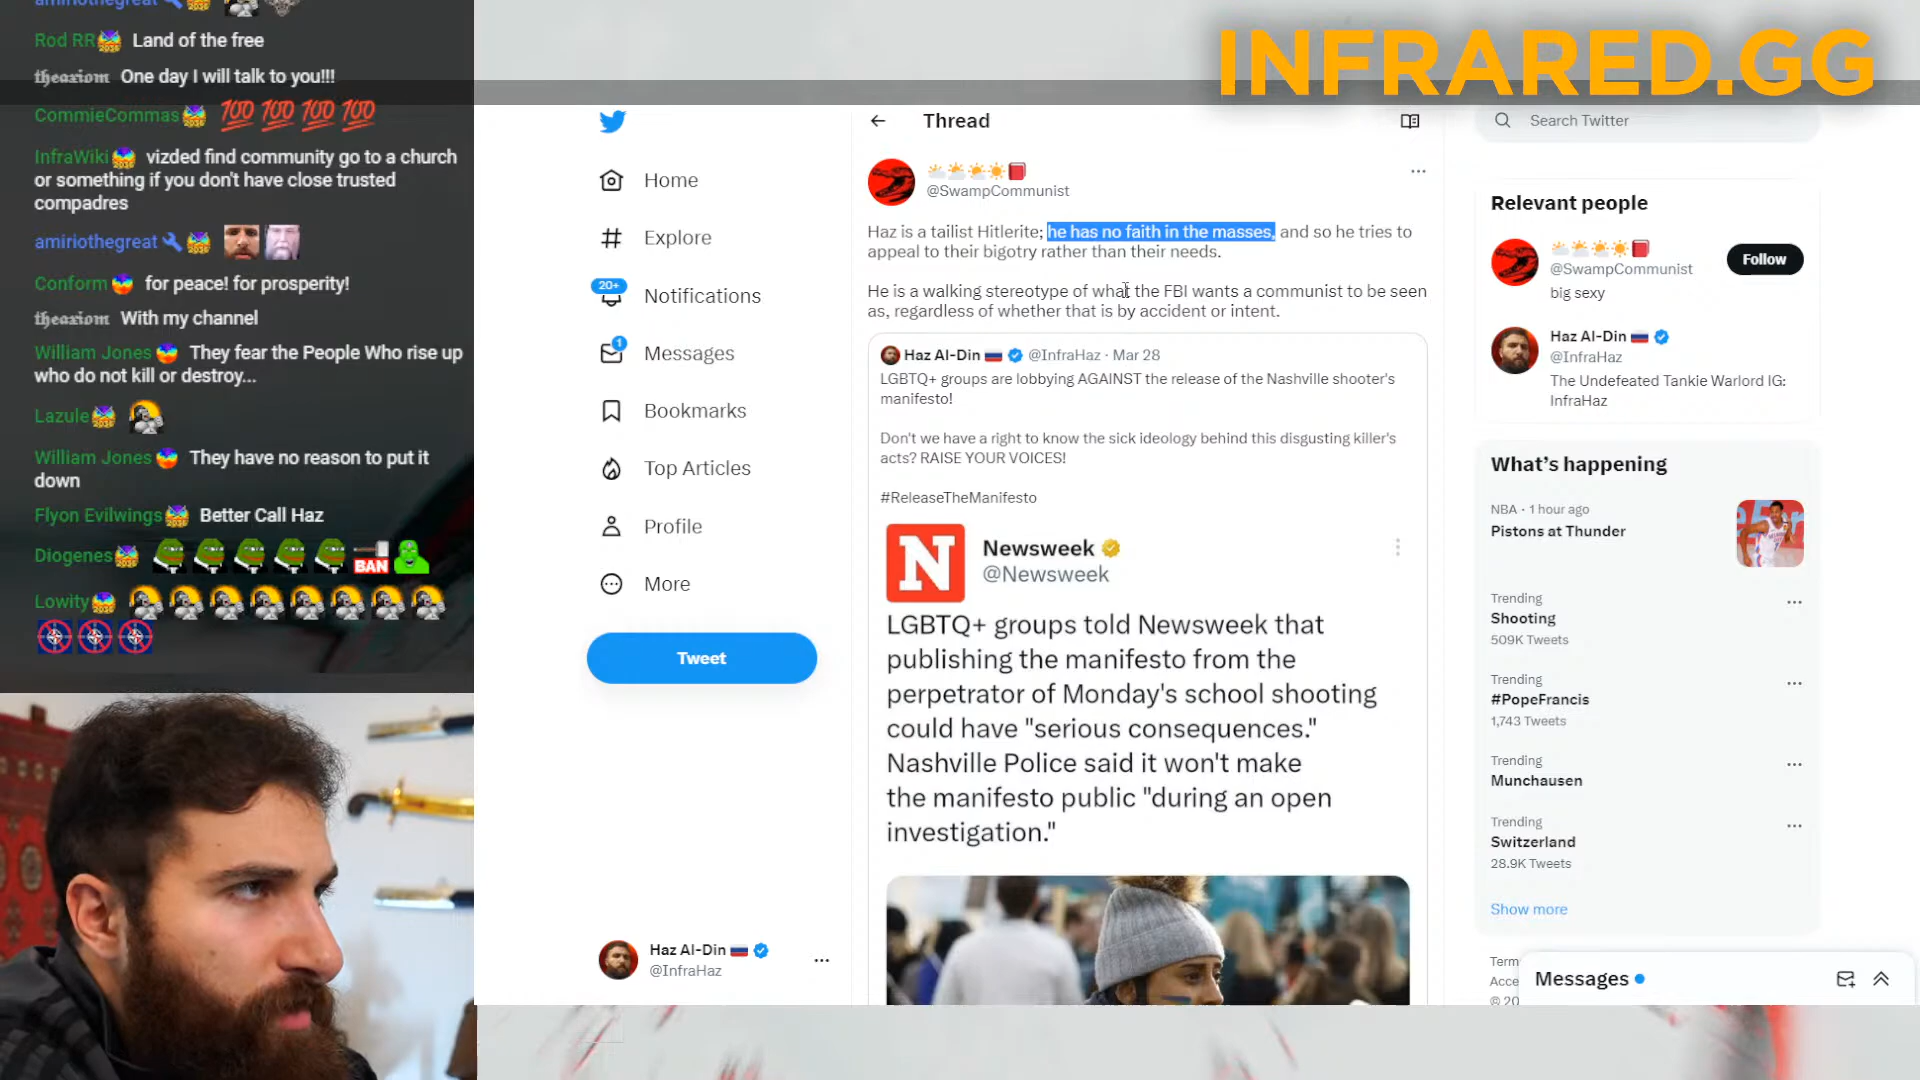 amiriothegreat
Rod RR Land of the free
theaxiom One day I will talk to you!!!
CommieCommas 100 100 100 100
InfraWiki vizded find community go to a church
or something if you don't have close trusted
compadres
amiriothegreat
Conform for peace! for prosperity!
theaxiom With my channel
William Jones They fear the People Who rise up
who do not kill or destroy...
Lazule
William Jones They have no reason to put it
down
Flyon Evilwings Better Call Haz
Diogenes BAN
Lowity
INFRARED.GG
Home
Explore
20+
Notifications
1
Messages
Bookmarks
Top Articles
Profile
More
Tweet
Haz Al-Din
@InfraHaz
Thread
@SwampCommunist
Haz is a tailist Hitlerite; he has no faith in the masses, and so he tries to
appeal to their bigotry rather than their needs.
He is a walking stereotype of what the FBI wants a communist to be seen
as, regardless of whether that is by accident or intent.
Haz Al-Din @InfraHaz · Mar 28
LGBTQ+ groups are lobbying AGAINST the release of the Nashville shooter's
manifesto!
Don't we have a right to know the sick ideology behind this disgusting killer's
acts? RAISE YOUR VOICES!
#ReleaseTheManifesto
N
Newsweek
@Newsweek
LGBTQ+ groups told Newsweek that
publishing the manifesto from the
perpetrator of Monday's school shooting
could have "serious consequences."
Nashville Police said it won't make
the manifesto public "during an open
investigation."
Search Twitter
Relevant people
@SwampCommunist
Follow
big sexy
Haz Al-Din
@InfraHaz
The Undefeated Tankie Warlord IG:
InfraHaz
What's happening
NBA · 1 hour ago
Pistons at Thunder
Trending
Shooting
509K Tweets
Trending
#PopeFrancis
1,743 Tweets
Trending
Munchausen
Trending
Switzerland
28.9K Tweets
Show more
Term
Acce
© 20
Messages